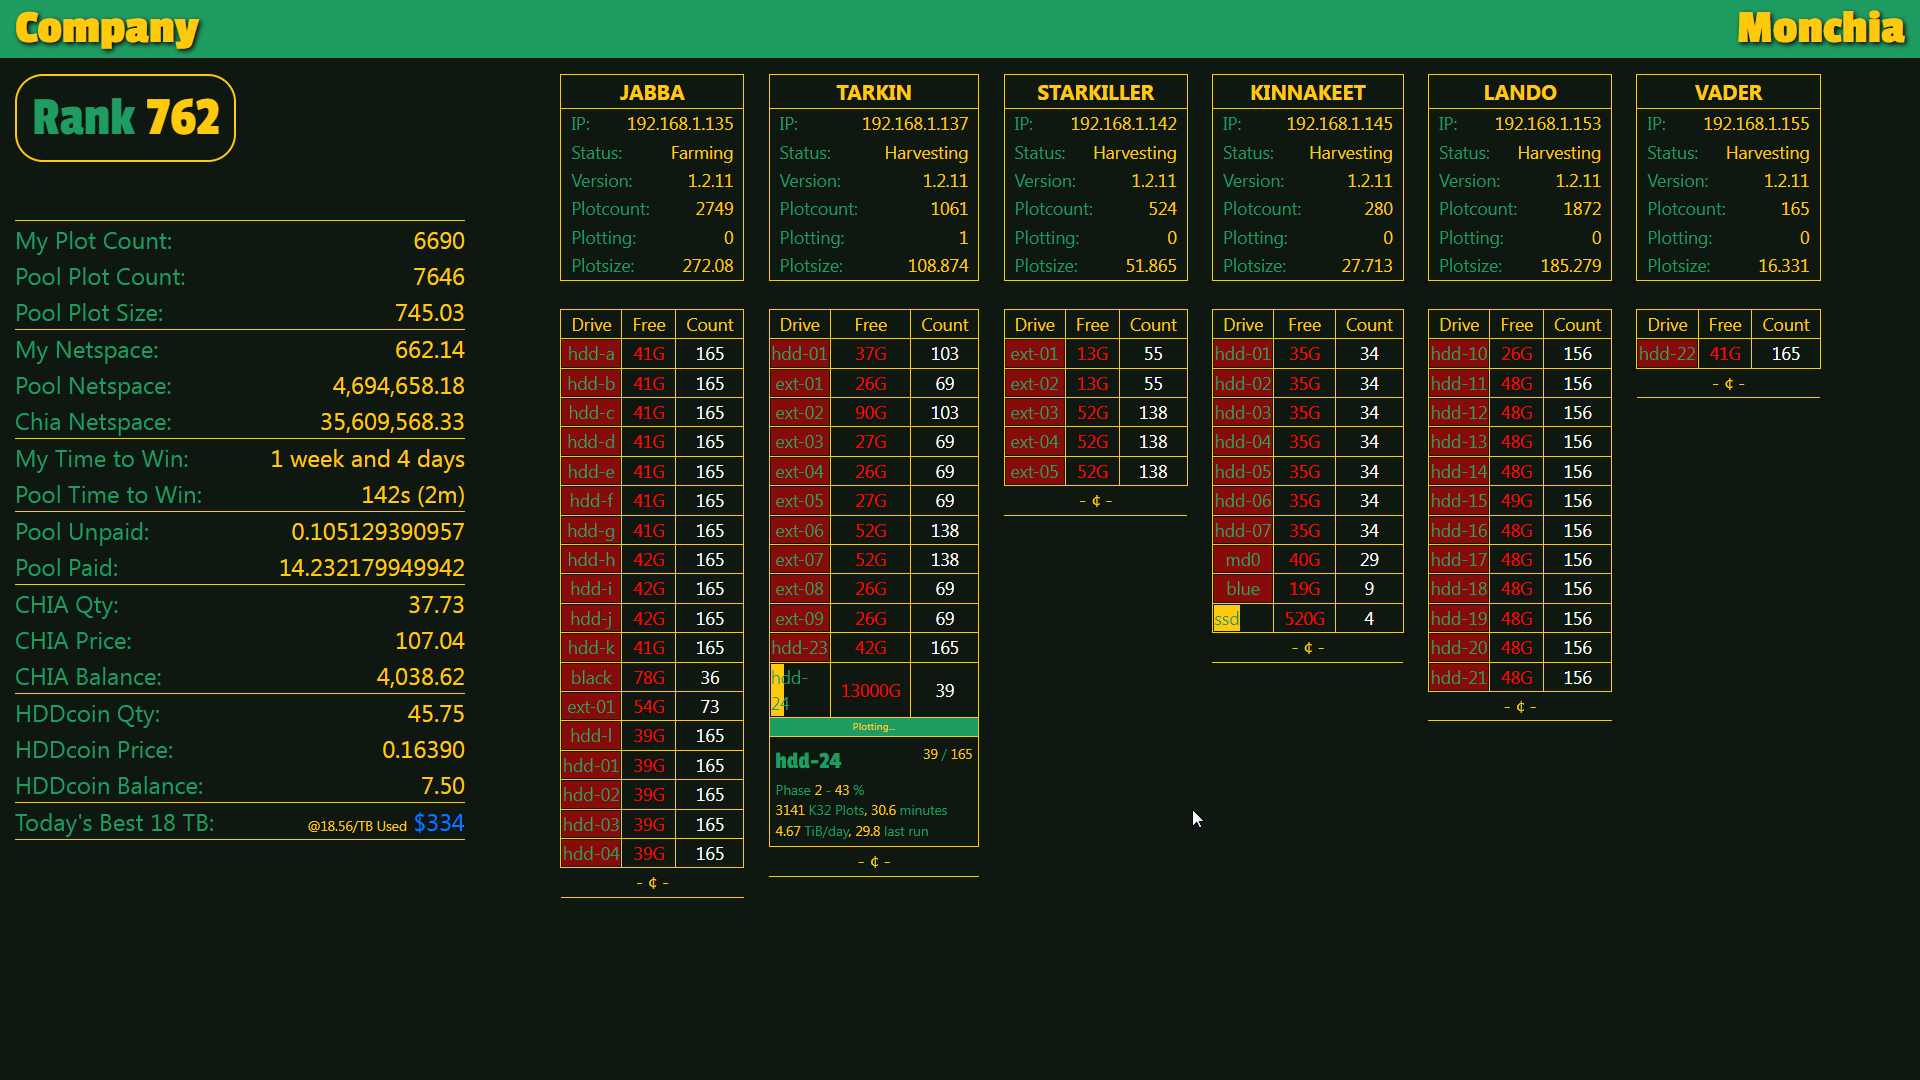 Company
Monchia
Rank 762
My Plot Count: 6690
Pool Plot Count: 7646
Pool Plot Size: 745.03
My Netspace: 662.14
Pool Netspace: 4,694,658.18
Chia Netspace: 35,609,568.33
My Time to Win: 1 week and 4 days
Pool Time to Win: 142s (2m)
Pool Unpaid: 0.105129390957
Pool Paid: 14.232179949942
CHIA Qty: 37.73
CHIA Price: 107.04
CHIA Balance: 4,038.62
HDDcoin Qty: 45.75
HDDcoin Price: 0.16390
HDDcoin Balance: 7.50
Today's Best 18 TB: @18.56/TB Used $334
JABBA
IP: 192.168.1.135
Status: Farming
Version: 1.2.11
Plotcount: 2749
Plotting: 0
Plotsize: 272.08
Drive Free Count
hdd-a 41G 165
hdd-b 41G 165
hdd-c 41G 165
hdd-d 41G 165
hdd-e 41G 165
hdd-f 41G 165
hdd-g 41G 165
hdd-h 42G 165
hdd-i 42G 165
hdd-j 42G 165
hdd-k 41G 165
black 78G 36
ext-01 54G 73
hdd-l 39G 165
hdd-01 39G 165
hdd-02 39G 165
hdd-03 39G 165
hdd-04 39G 165
- ¢ -
TARKIN
IP: 192.168.1.137
Status: Harvesting
Version: 1.2.11
Plotcount: 1061
Plotting: 1
Plotsize: 108.874
Drive Free Count
hdd-01 37G 103
ext-01 26G 69
ext-02 90G 103
ext-03 27G 69
ext-04 26G 69
ext-05 27G 69
ext-06 52G 138
ext-07 52G 138
ext-08 26G 69
ext-09 26G 69
hdd-23 42G 165
hdd-
24 13000G 39
Plotting...
hdd-24 39 / 165
Phase 2 - 43 %
3141 K32 Plots, 30.6 minutes
4.67 TiB/day, 29.8 last run
- ¢ -
STARKILLER
IP: 192.168.1.142
Status: Harvesting
Version: 1.2.11
Plotcount: 524
Plotting: 0
Plotsize: 51.865
Drive Free Count
ext-01 13G 55
ext-02 13G 55
ext-03 52G 138
ext-04 52G 138
ext-05 52G 138
- ¢ -
KINNAKEET
IP: 192.168.1.145
Status: Harvesting
Version: 1.2.11
Plotcount: 280
Plotting: 0
Plotsize: 27.713
Drive Free Count
hdd-01 35G 34
hdd-02 35G 34
hdd-03 35G 34
hdd-04 35G 34
hdd-05 35G 34
hdd-06 35G 34
hdd-07 35G 34
md0 40G 29
blue 19G 9
ssd 520G 4
- ¢ -
LANDO
IP: 192.168.1.153
Status: Harvesting
Version: 1.2.11
Plotcount: 1872
Plotting: 0
Plotsize: 185.279
Drive Free Count
hdd-10 26G 156
hdd-11 48G 156
hdd-12 48G 156
hdd-13 48G 156
hdd-14 48G 156
hdd-15 49G 156
hdd-16 48G 156
hdd-17 48G 156
hdd-18 48G 156
hdd-19 48G 156
hdd-20 48G 156
hdd-21 48G 156
- ¢ -
VADER
IP: 192.168.1.155
Status: Harvesting
Version: 1.2.11
Plotcount: 165
Plotting: 0
Plotsize: 16.331
Drive Free Count
hdd-22 41G 165
- ¢ -